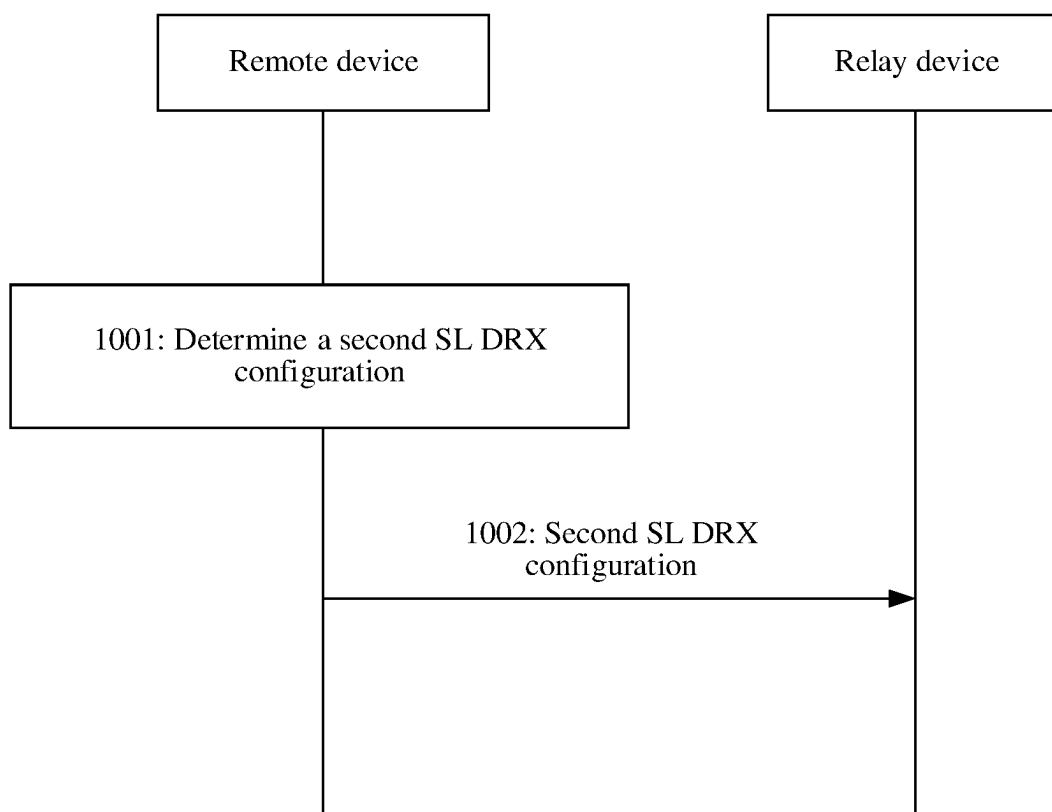 Remote device
Relay device
1001: Determine a second SL DRX
configuration
1002: Second SL DRX
configuration